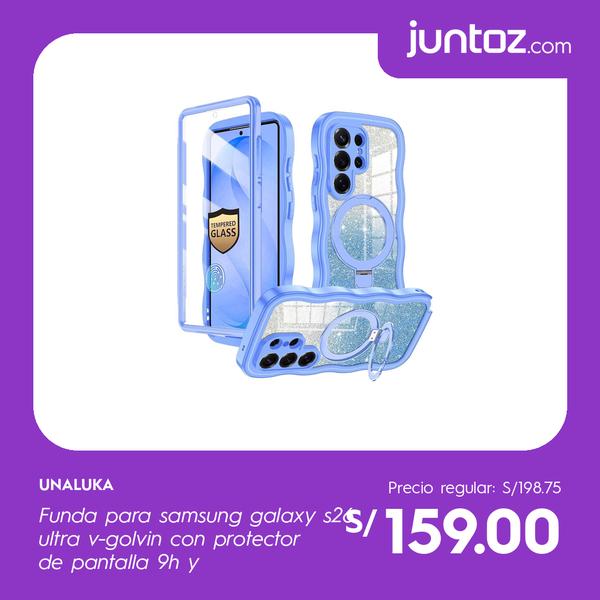 juntoz.com
TEMPERED
GLASS
UNALUKA
Precio regular: S/198.75
Funda para samsung galaxy s26
ultra v-golvin con protector
de pantalla 9h y
S/159.00